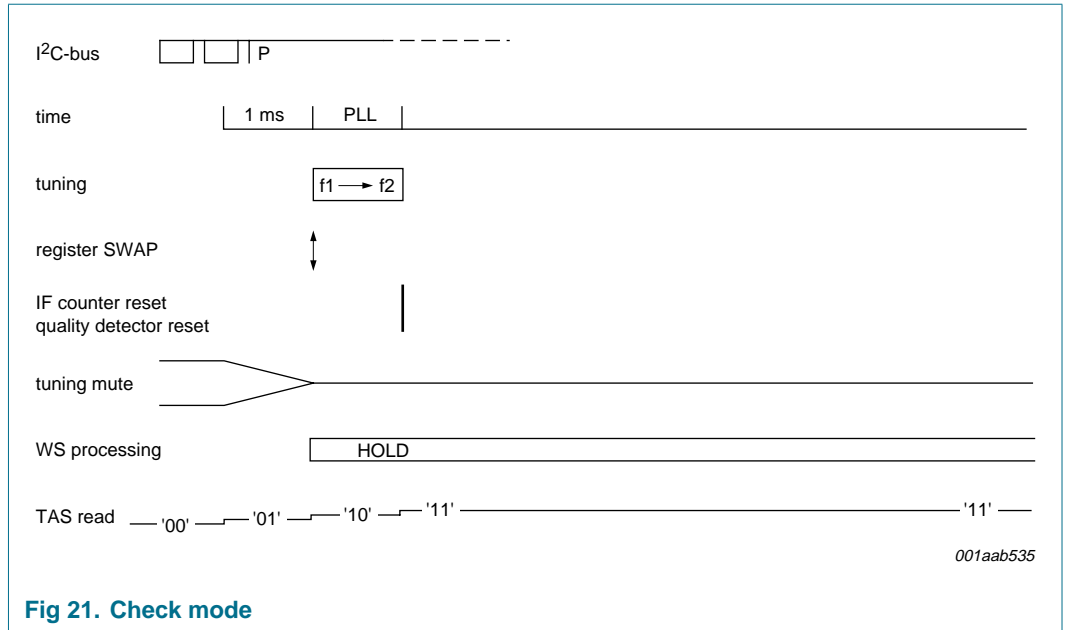 I2C-bus P
time 1 ms PLL
tuning f1 → f2
register SWAP
IF counter reset
quality detector reset
tuning mute
WS processing HOLD
TAS read '00' '01' '10' '11' '11'
001aab535
Fig 21. Check mode